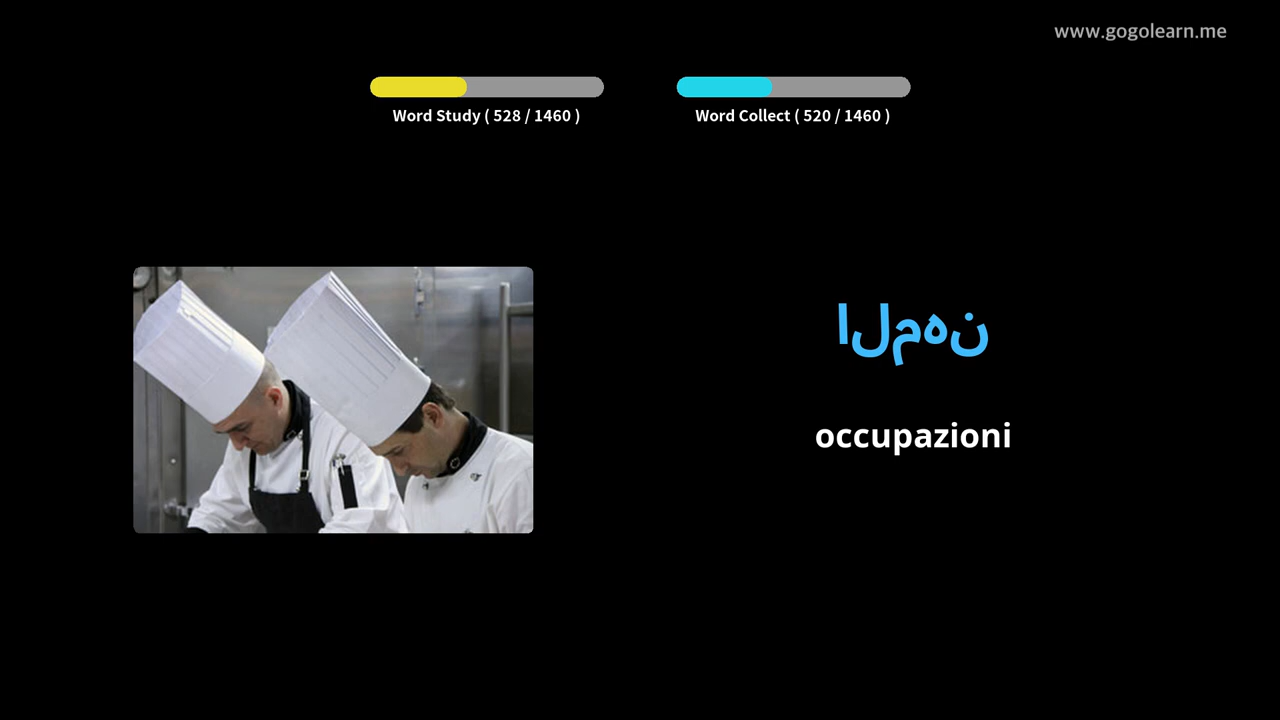 www.gogolearn.me
Word Study ( 528 / 1460 )
Word Collect ( 520 / 1460 )
المهن
occupazioni